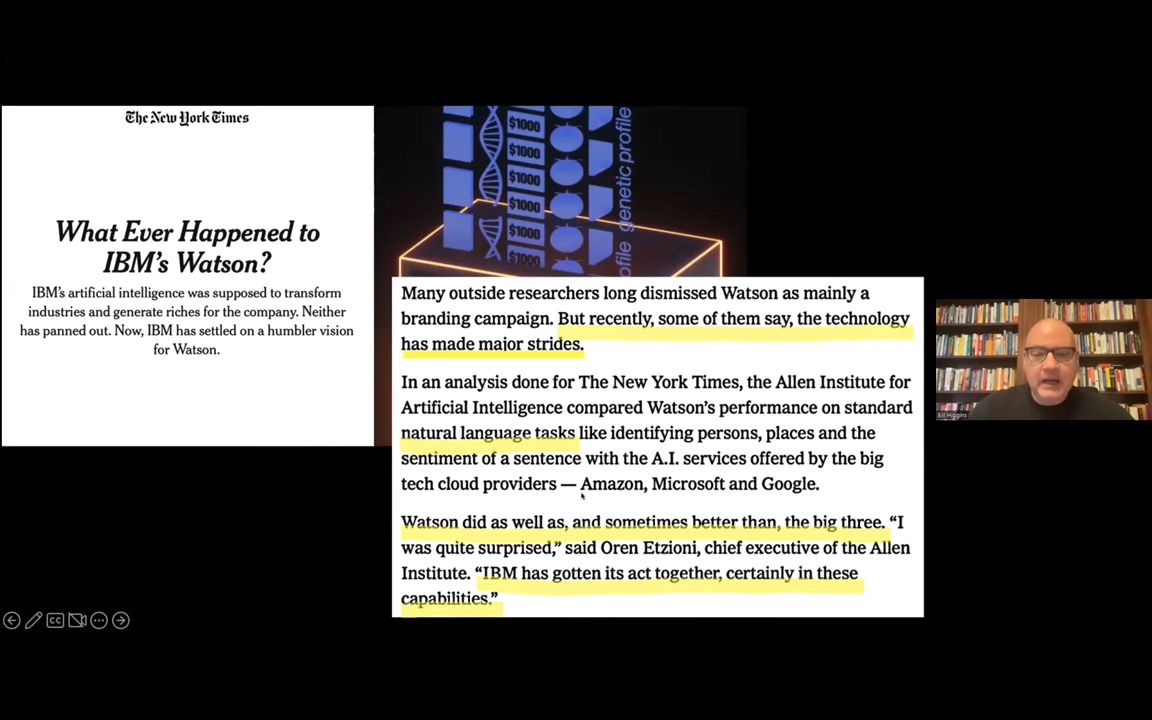 The New York Times
What Ever Happened to
IBM's Watson?
IBM's artificial intelligence was supposed to transform
industries and generate riches for the company. Neither
has panned out. Now, IBM has settled on a humbler vision
for Watson.
$1000
$1000
$1000
$1000
$1000
$1000
genetic profile
ofile
Many outside researchers long dismissed Watson as mainly a
branding campaign. But recently, some of them say, the technology
has made major strides.
In an analysis done for The New York Times, the Allen Institute for
Artificial Intelligence compared Watson's performance on standard
natural language tasks like identifying persons, places and the
sentiment of a sentence with the A.I. services offered by the big
tech cloud providers — Amazon, Microsoft and Google.
Watson did as well as, and sometimes better than, the big three. “I
was quite surprised,” said Oren Etzioni, chief executive of the Allen
Institute. “IBM has gotten its act together, certainly in these
capabilities.”
Bill Higgins
CC